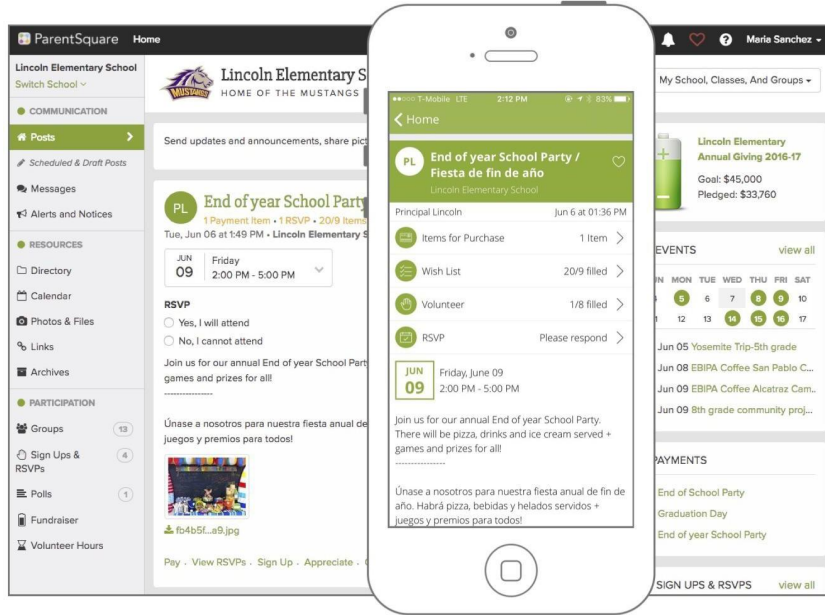 ParentSquare Home
Maria Sanchez
Lincoln Elementary School
Switch School
COMMUNICATION
Posts
Scheduled & Draft Posts
Messages
Alerts and Notices
RESOURCES
Directory
Calendar
Photos & Files
Links
Archives
PARTICIPATION
Groups 13
Sign Ups & 4
RSVPs
Polls 1
Fundraiser
Volunteer Hours
MUSTANGS
Lincoln Elementary S
HOME OF THE MUSTANGS
Send updates and announcements, share pict
PL
End of year School Party
1 Payment Item • 1 RSVP • 20/9 Items
Tue, Jun 06 at 1:49 PM • Lincoln Elementary S
JUN
09
Friday
2:00 PM - 5:00 PM
RSVP
Yes, I will attend
No, I cannot attend
Join us for our annual End of year School Part
games and prizes for all!
----------------
Únase a nosotros para nuestra fiesta anual de
juegos y premios para todos!
fb4b5f...a9.jpg
Pay · View RSVPs · Sign Up · Appreciate ·
T-Mobile LTE 2:12 PM 83%
Home
PL
End of year School Party /
Fiesta de fin de año
Lincoln Elementary School
Principal Lincoln Jun 6 at 01:36 PM
Items for Purchase 1 Item
Wish List 20/9 filled
Volunteer 1/8 filled
RSVP Please respond
JUN
09
Friday, June 09
2:00 PM - 5:00 PM
Join us for our annual End of year School Party.
There will be pizza, drinks and ice cream served +
games and prizes for all!
----------------
Únase a nosotros para nuestra fiesta anual de fin de
año. Habrá pizza, bebidas y helados servidos +
juegos y premios para todos!
My School, Classes, And Groups
Lincoln Elementary
Annual Giving 2016-17
Goal: $45,000
Pledged: $33,760
EVENTS view all
MON TUE WED THU FRI SAT
5 6 7 8 9 10
12 13 14 15 16 17
Jun 05 Yosemite Trip-5th grade
Jun 08 EBIPA Coffee San Pablo C...
Jun 09 EBIPA Coffee Alcatraz Cam..
Jun 09 8th grade community proj...
PAYMENTS
End of School Party
Graduation Day
End of year School Party
SIGN UPS & RSVPS view all